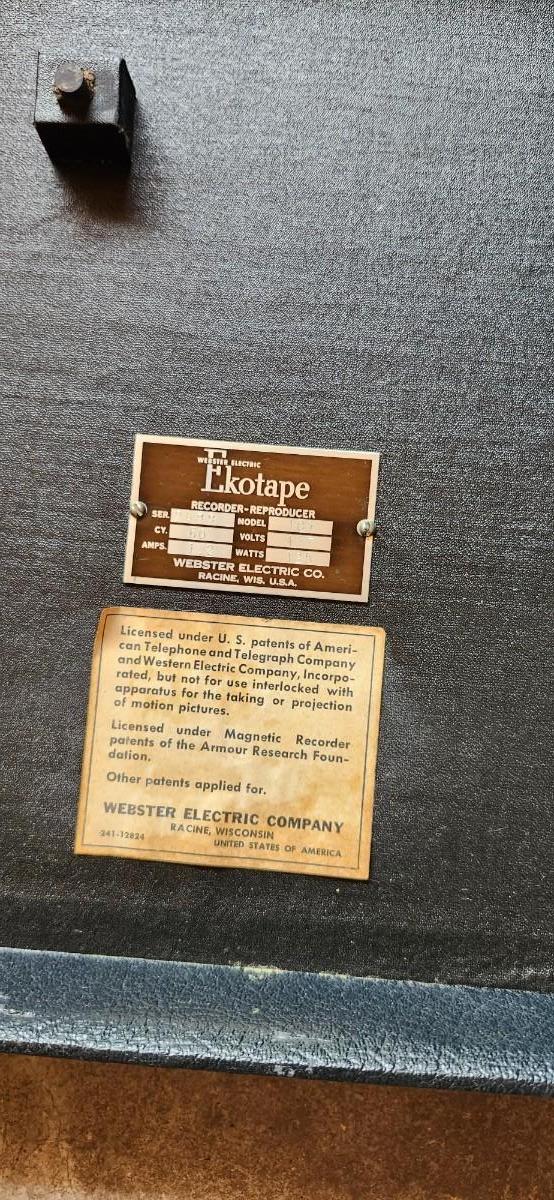 WEBSTER ELECTRIC
Ekotape
RECORDER-REPRODUCER
SER. MODEL
CY. 60 VOLTS
AMPS. WATTS
WEBSTER ELECTRIC CO.
RACINE, WIS. U.S.A.
Licensed under U. S. patents of Ameri-
can Telephone and Telegraph Company
and Western Electric Company, Incorpo-
rated, but not for use interlocked with
apparatus for the taking or projection
of motion pictures.
Licensed under Magnetic Recorder
patents of the Armour Research Foun-
dation.
Other patents applied for.
WEBSTER ELECTRIC COMPANY
RACINE, WISCONSIN
241-12824 UNITED STATES OF AMERICA